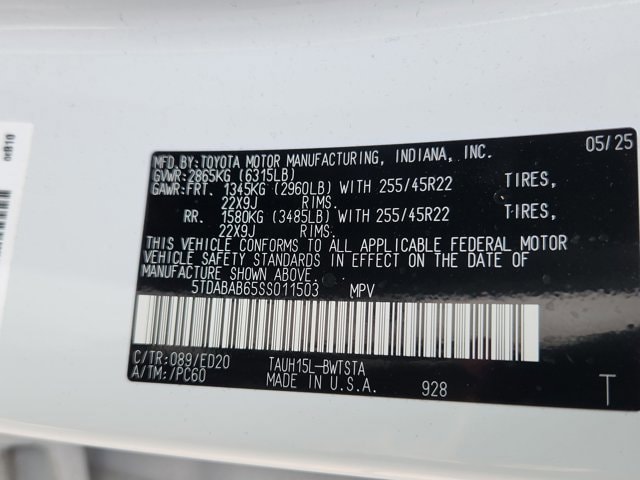 MFD.BY:TOYOTA MOTOR MANUFACTURING, INDIANA, INC. 05/25
GVWR:2865KG (6315LB)
GAWR:FRT. 1345KG (2960LB) WITH 255/45R22 TIRES,
22X9J RIMS.
RR. 1580KG (3485LB) WITH 255/45R22 TIRES,
22X9J RIMS.
THIS VEHICLE CONFORMS TO ALL APPLICABLE FEDERAL MOTOR
VEHICLE SAFETY STANDARDS IN EFFECT ON THE DATE OF
MANUFACTURE SHOWN ABOVE.
5TDABAB65SS011503 MPV
C/TR:089/ED20 TAUH15L-BWTSTA
A/TM:/PC60 MADE IN U.S.A. 928 T